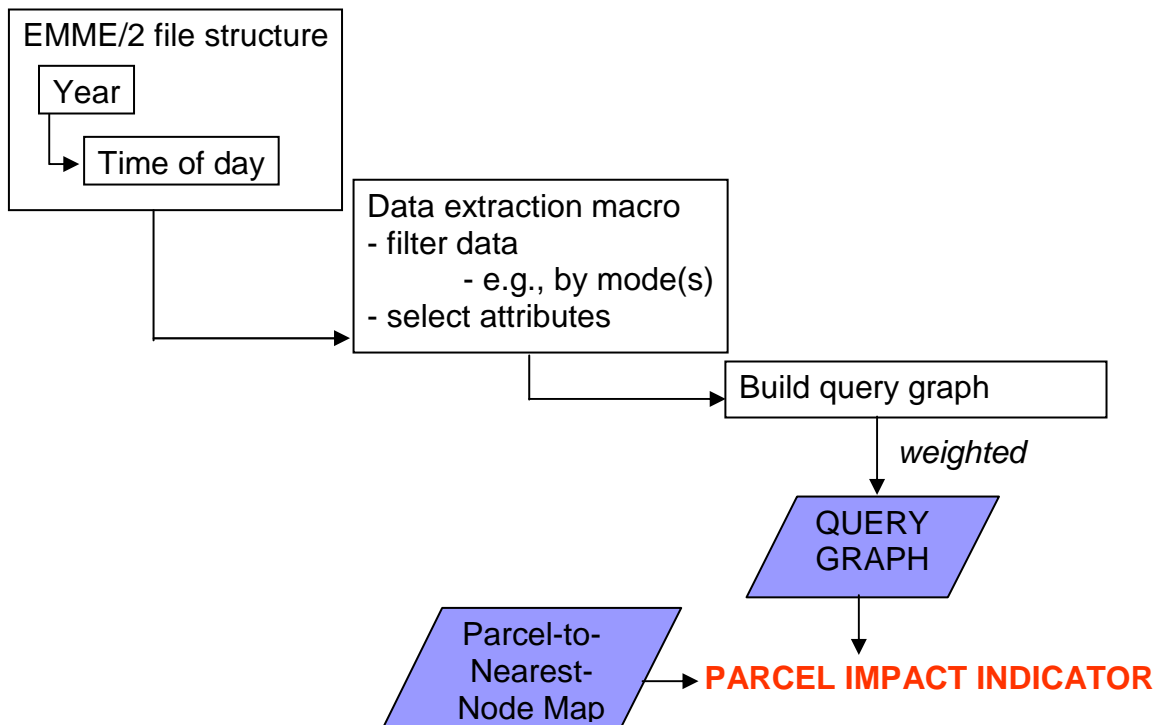 EMME/2 file structure
Year
Time of day
Data extraction macro
- filter data
- e.g., by mode(s)
- select attributes
Build query graph
weighted
QUERY
GRAPH
Parcel-to-
Nearest-
Node Map
PARCEL IMPACT INDICATOR